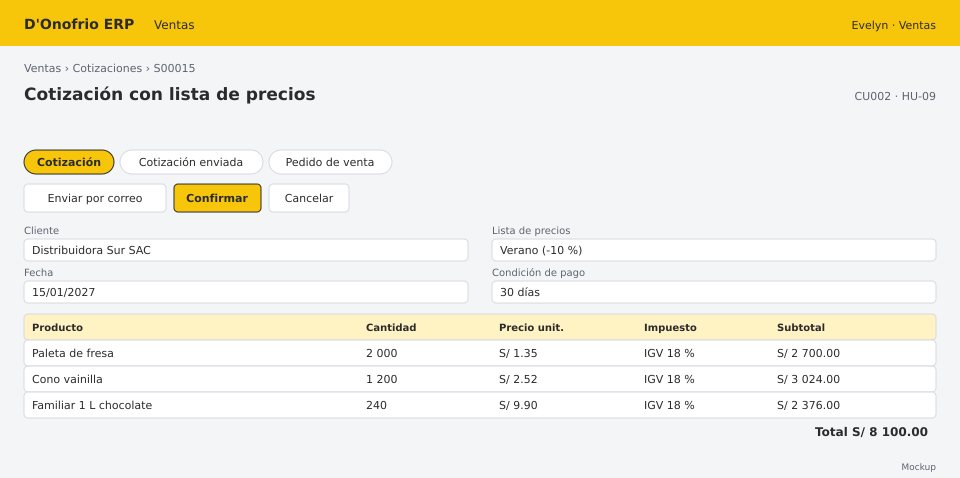 D'Onofrio ERP Ventas Evelyn · Ventas
Ventas › Cotizaciones › S00015
Cotización con lista de precios CU002 · HU-09
Cotización Cotización enviada Pedido de venta
Enviar por correo Confirmar Cancelar
Cliente Lista de precios
Distribuidora Sur SAC Verano (-10 %)
Fecha Condición de pago
15/01/2027 30 días
Producto Cantidad Precio unit. Impuesto Subtotal
Paleta de fresa 2 000 S/ 1.35 IGV 18 % S/ 2 700.00
Cono vainilla 1 200 S/ 2.52 IGV 18 % S/ 3 024.00
Familiar 1 L chocolate 240 S/ 9.90 IGV 18 % S/ 2 376.00
Total S/ 8 100.00
Mockup